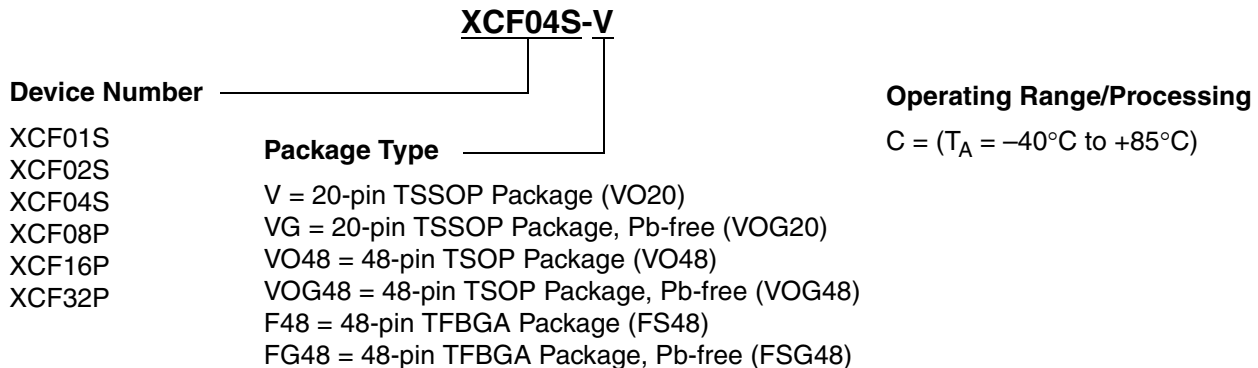 XCF04S-V
Device Number
XCF01S
XCF02S
XCF04S
XCF08P
XCF16P
XCF32P
Package Type
V = 20-pin TSSOP Package (VO20)
VG = 20-pin TSSOP Package, Pb-free (VOG20)
VO48 = 48-pin TSOP Package (VO48)
VOG48 = 48-pin TSOP Package, Pb-free (VOG48)
F48 = 48-pin TFBGA Package (FS48)
FG48 = 48-pin TFBGA Package, Pb-free (FSG48)
Operating Range/Processing
C = (TA = –40°C to +85°C)